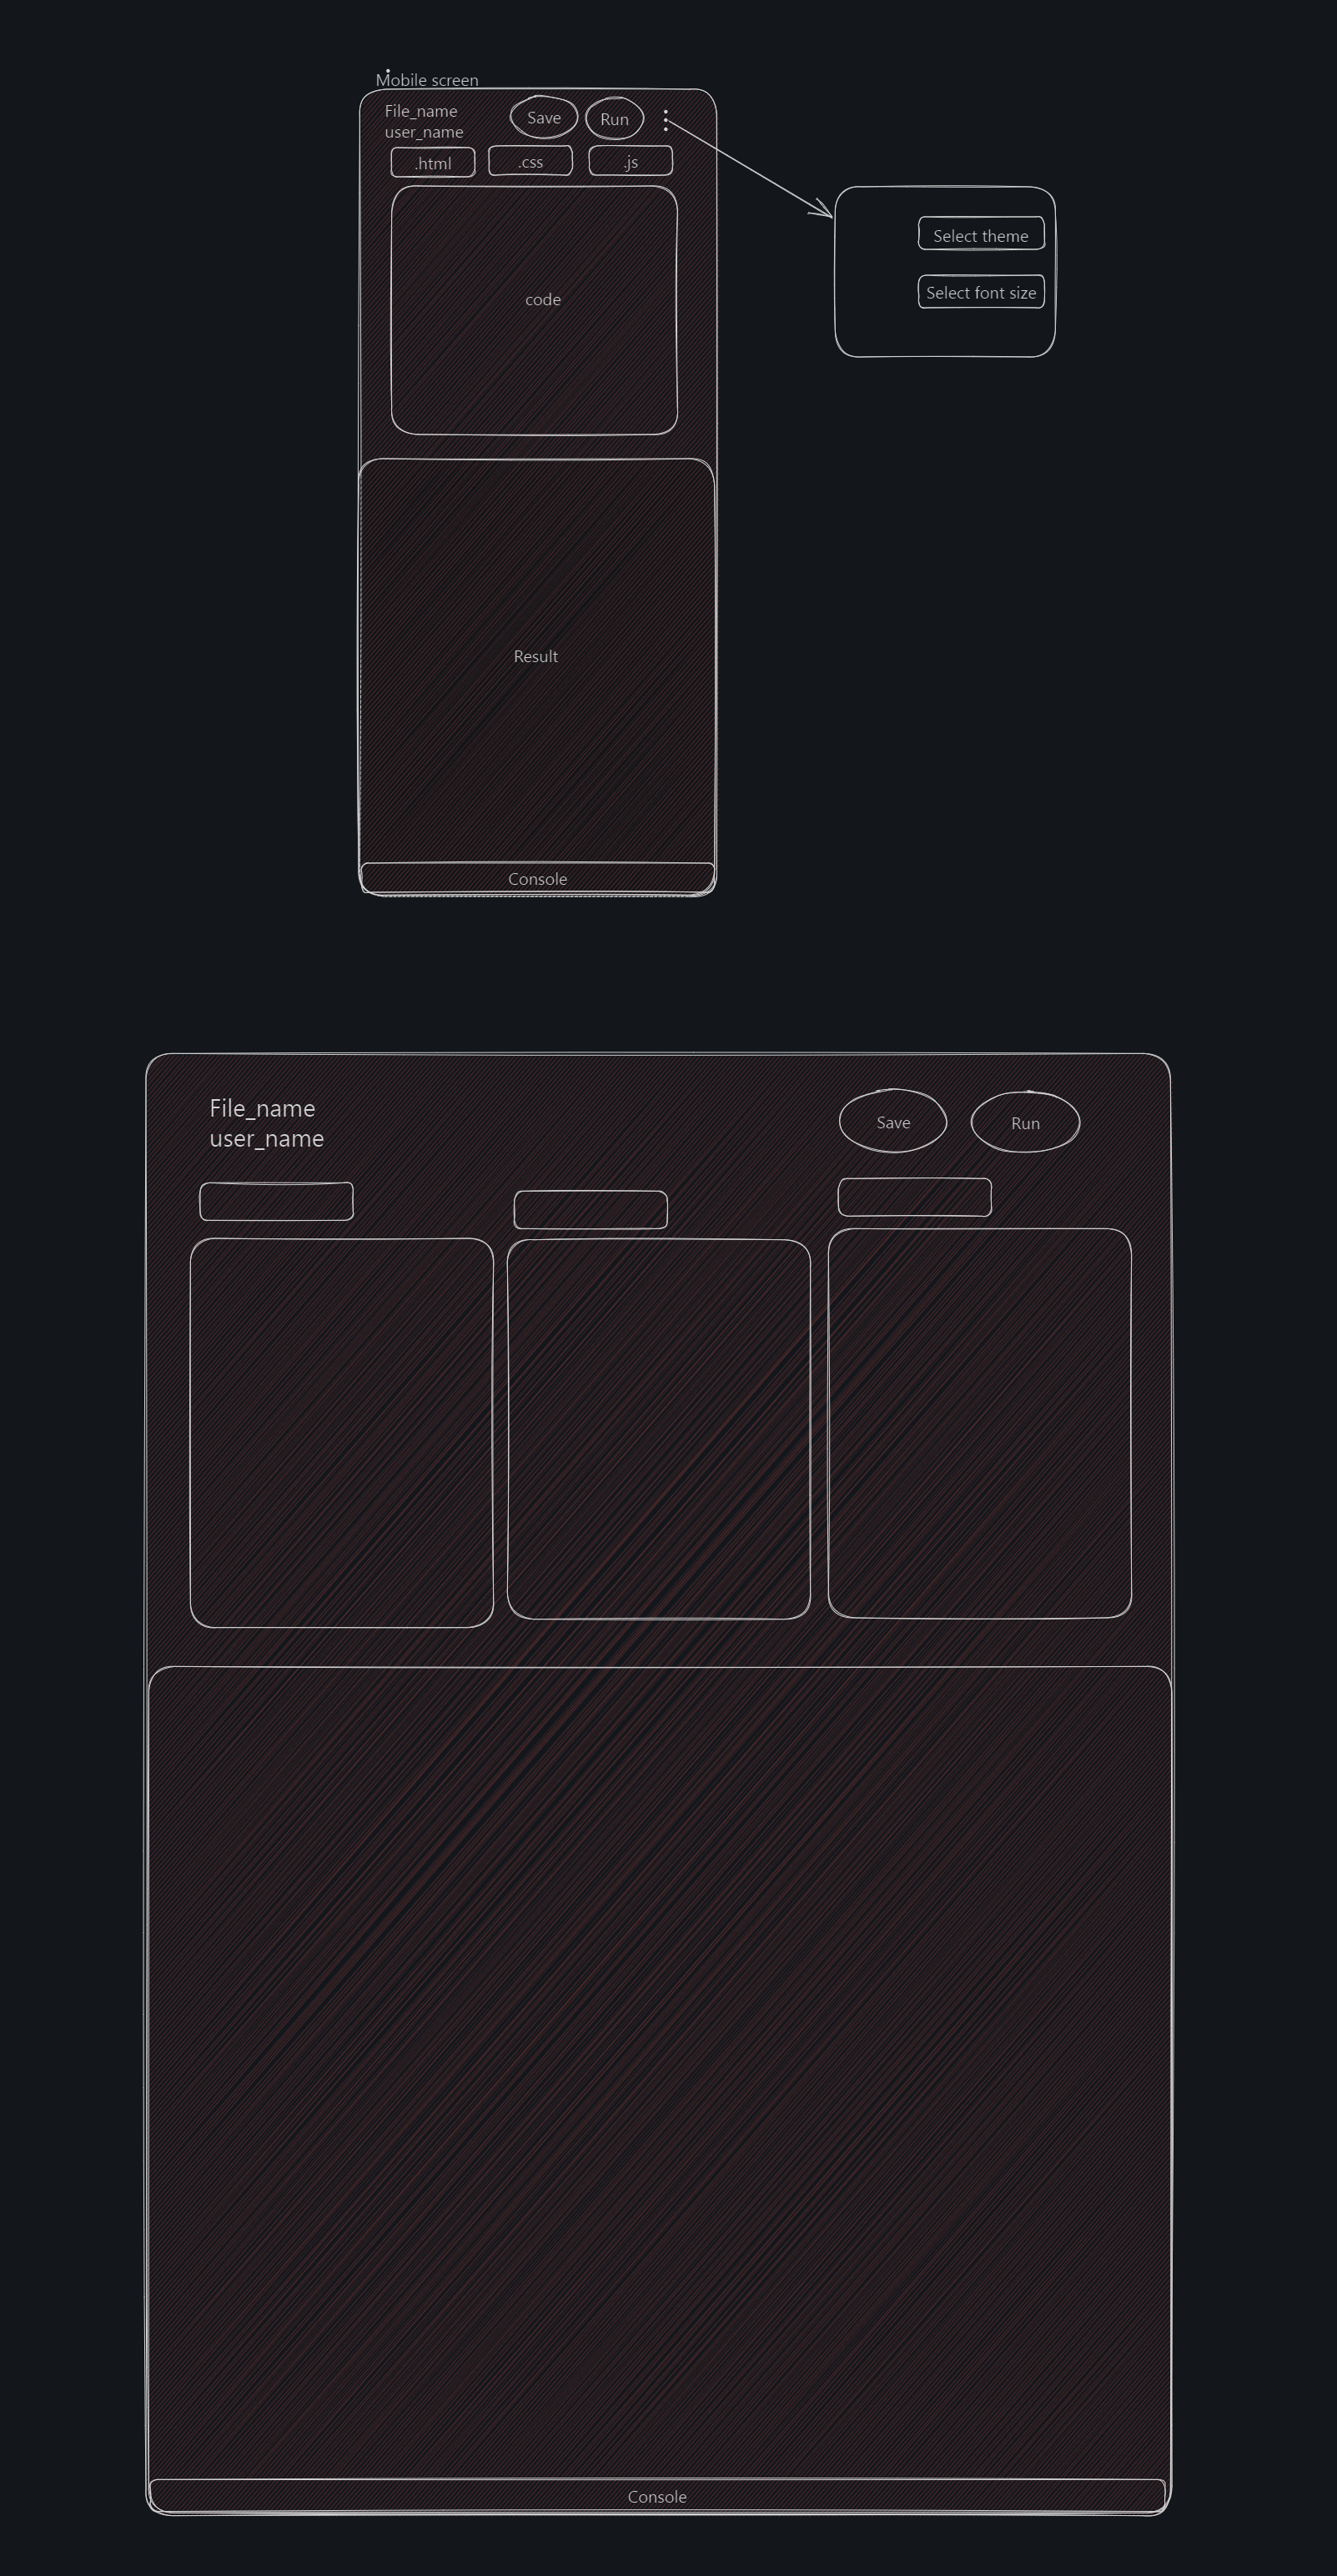 Mobile screen
File_name
user_name
Save
Run
.html
.css
.js
Select theme
Select font size
code
Result
Console
File_name
user_name
Save
Run
Console